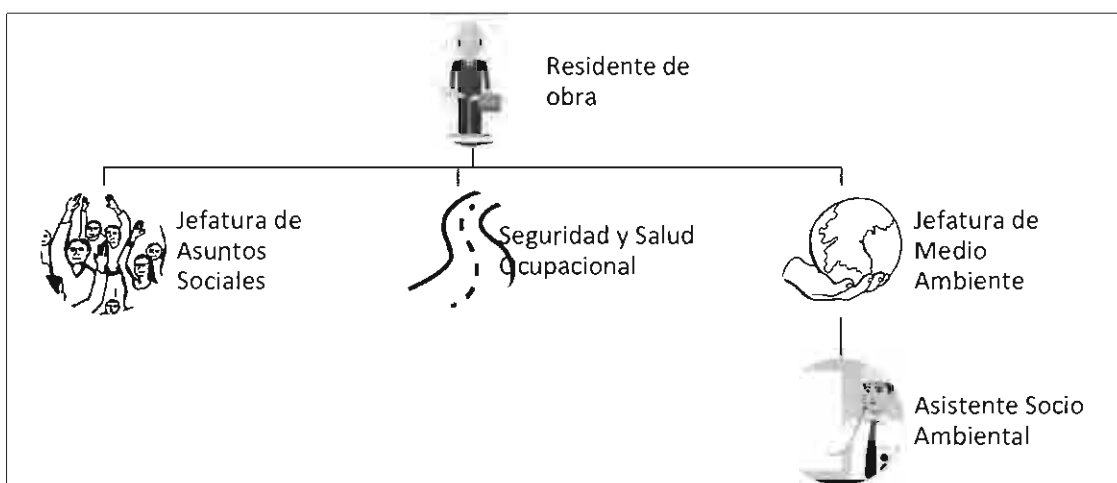 Residente de
obra
Jefatura de
Asuntos
Sociales
Seguridad y Salud
Ocupacional
Jefatura de
Medio
Ambiente
Asistente Socio
Ambiental